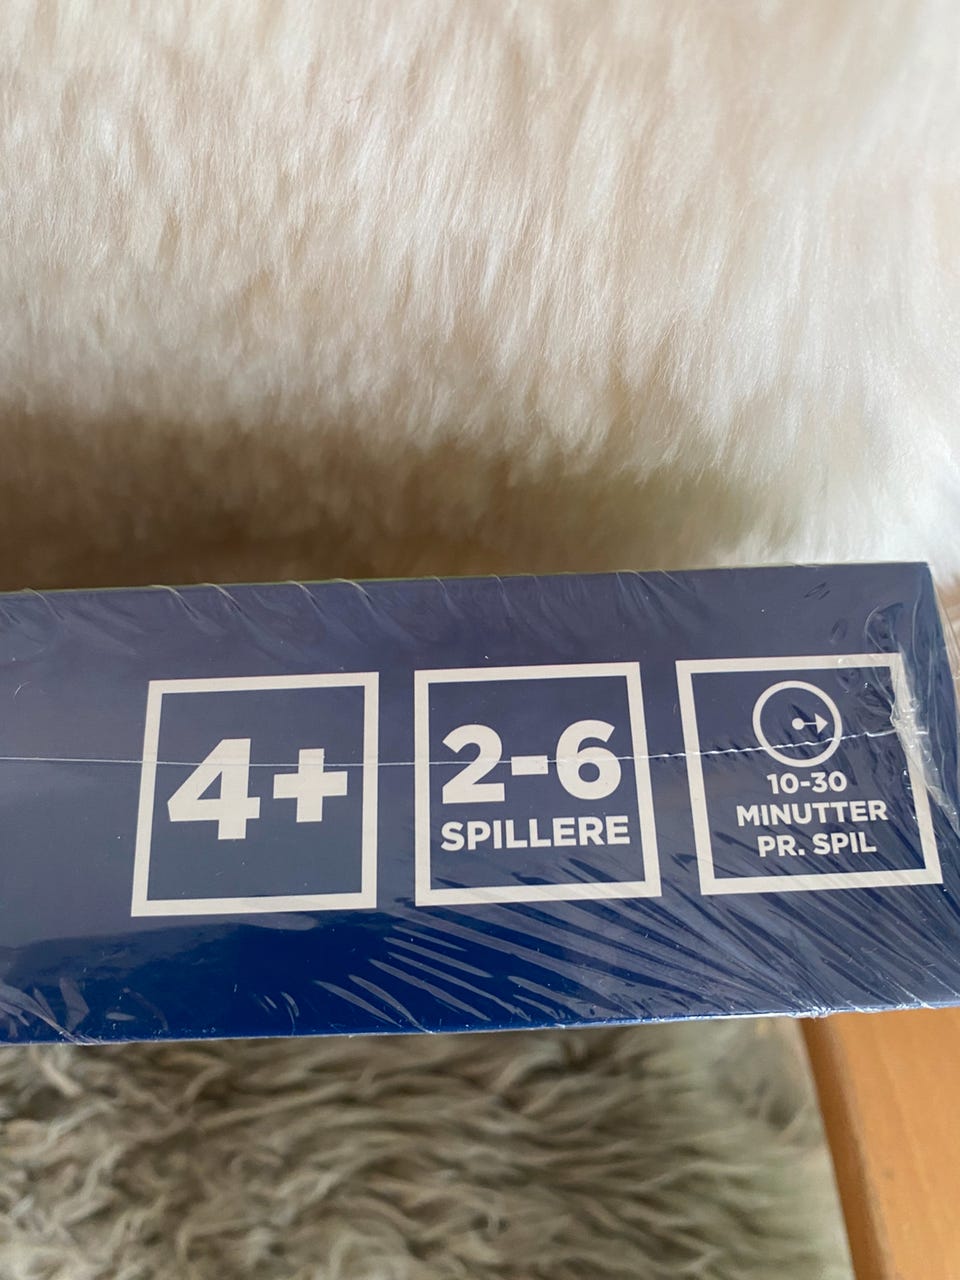 4+
2-6
SPILLERE
10-30
MINUTTER
PR. SPIL